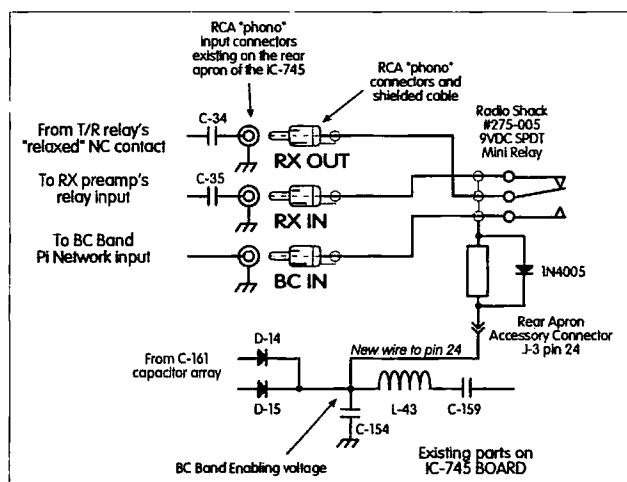 RCA "phono"
input connectors
existing on the rear
apron of the IC-745
RCA "phono"
connectors and
shielded cable
Radio Shack
#275-005
9VDC SPDT
Mini Relay
From T/R relay's
"relaxed" NC contact
C-34
RX OUT
To RX preamp's
relay input
C-35
RX IN
To BC Band
Pi Network input
BC IN
1N4005
Rear Apron
Accessory Connector
J-3 pin 24
D-14
New wire to pin 24
From C-161
capacitor array
D-15
L-43
C-159
C-154
BC Band Enabling voltage
Existing parts on
IC-745 BOARD